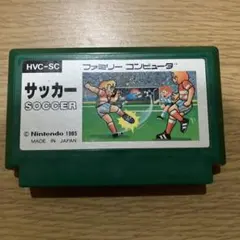 HVC-SC
ファミリー コンピュータ
サッカー
SOCCER
© Nintendo 1985
MADE IN JAPAN